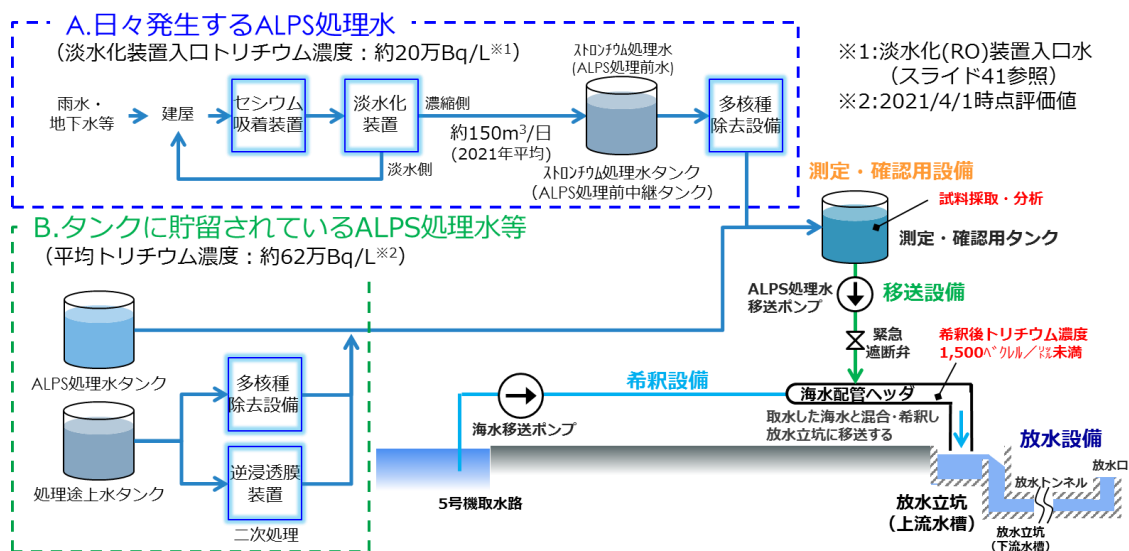 A.日々発生するALPS処理水
(淡水化装置入口トリチウム濃度：約20万Bq/L※1)
※1:淡水化(RO)装置入口水
(スライド41参照)
※2:2021/4/1時点評価値
雨水・
地下水等
建屋
セシウム
吸着装置
淡水化
装置
濃縮側
約150m3/日
(2021年平均)
淡水側
ｽﾄﾛﾝﾁｳﾑ処理水
(ALPS処理前水)
ｽﾄﾛﾝﾁｳﾑ処理水タンク
(ALPS処理前中継タンク)
多核種
除去設備
測定・確認用設備
試料採取・分析
測定・確認用タンク
B.タンクに貯留されているALPS処理水等
(平均トリチウム濃度：約62万Bq/L※2)
ALPS処理水タンク
処理途上水タンク
多核種
除去設備
逆浸透膜
装置
二次処理
ALPS処理水
移送ポンプ
移送設備
緊急
遮断弁
希釈後トリチウム濃度
1,500ﾍﾞｸﾚﾙ／ﾘｯﾄﾙ未満
希釈設備
海水移送ポンプ
海水配管ヘッダ
取水した海水と混合・希釈し
放水立坑に移送する
5号機取水路
放水設備
放水口
放水トンネル
放水立坑
(上流水槽)
放水立坑
(下流水槽)